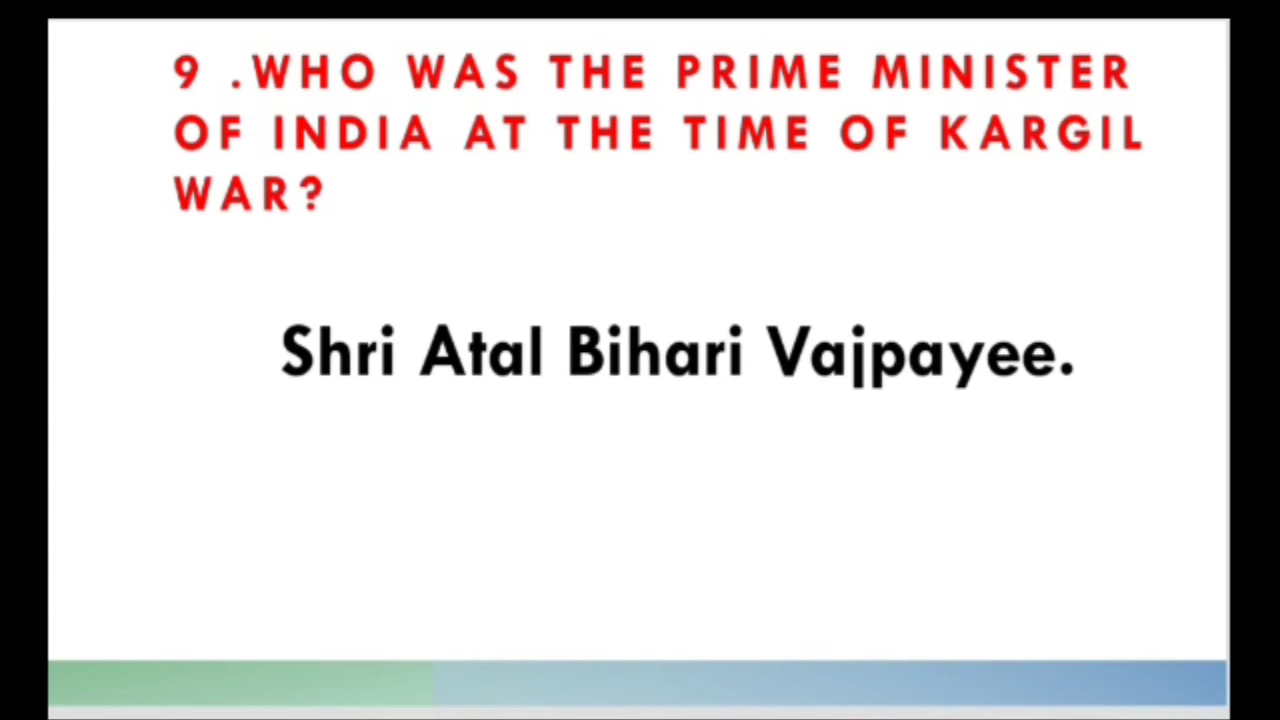 9 .WHO WAS THE PRIME MINISTER
OF INDIA AT THE TIME OF KARGIL
WAR?
Shri Atal Bihari Vajpayee.